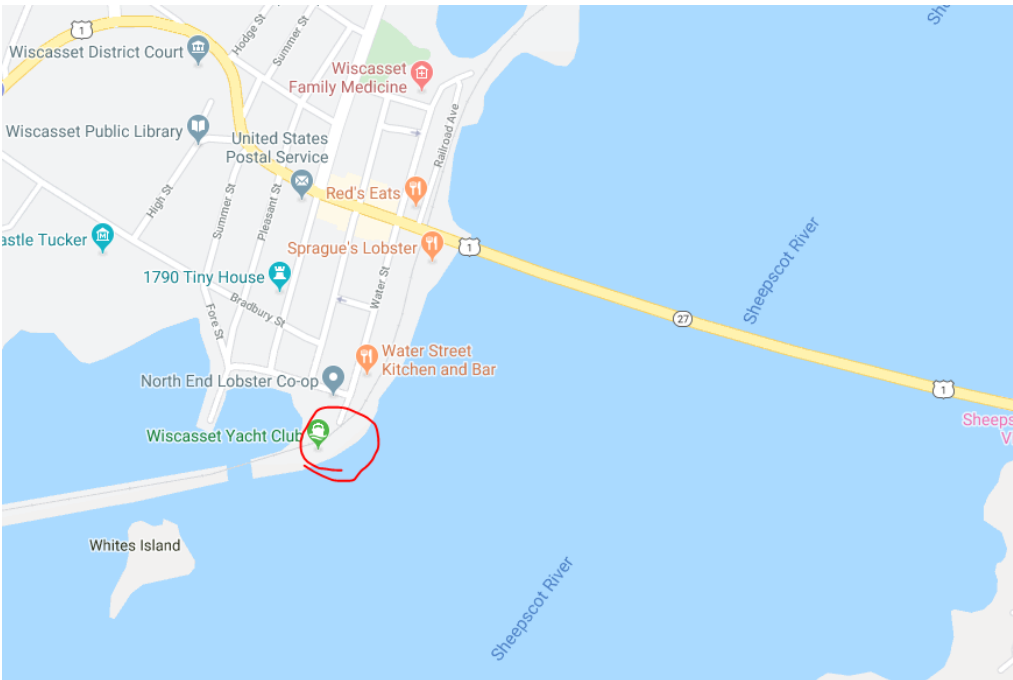 1
Hodge St
Summer St
Wiscasset District Court
Wiscasset
Family Medicine
Wiscasset Public Library
United States
Postal Service
Railroad Ave
High St
Summer St
Pleasant St
Red's Eats
astle Tucker
Sprague's Lobster
1
Sheepscot River
1790 Tiny House
Water St
Bradbury St
Fore St
27
Water Street
Kitchen and Bar
North End Lobster Co-op
1
Sheeps
V
Wiscasset Yacht Club
Whites Island
Sheepscot River
Sh